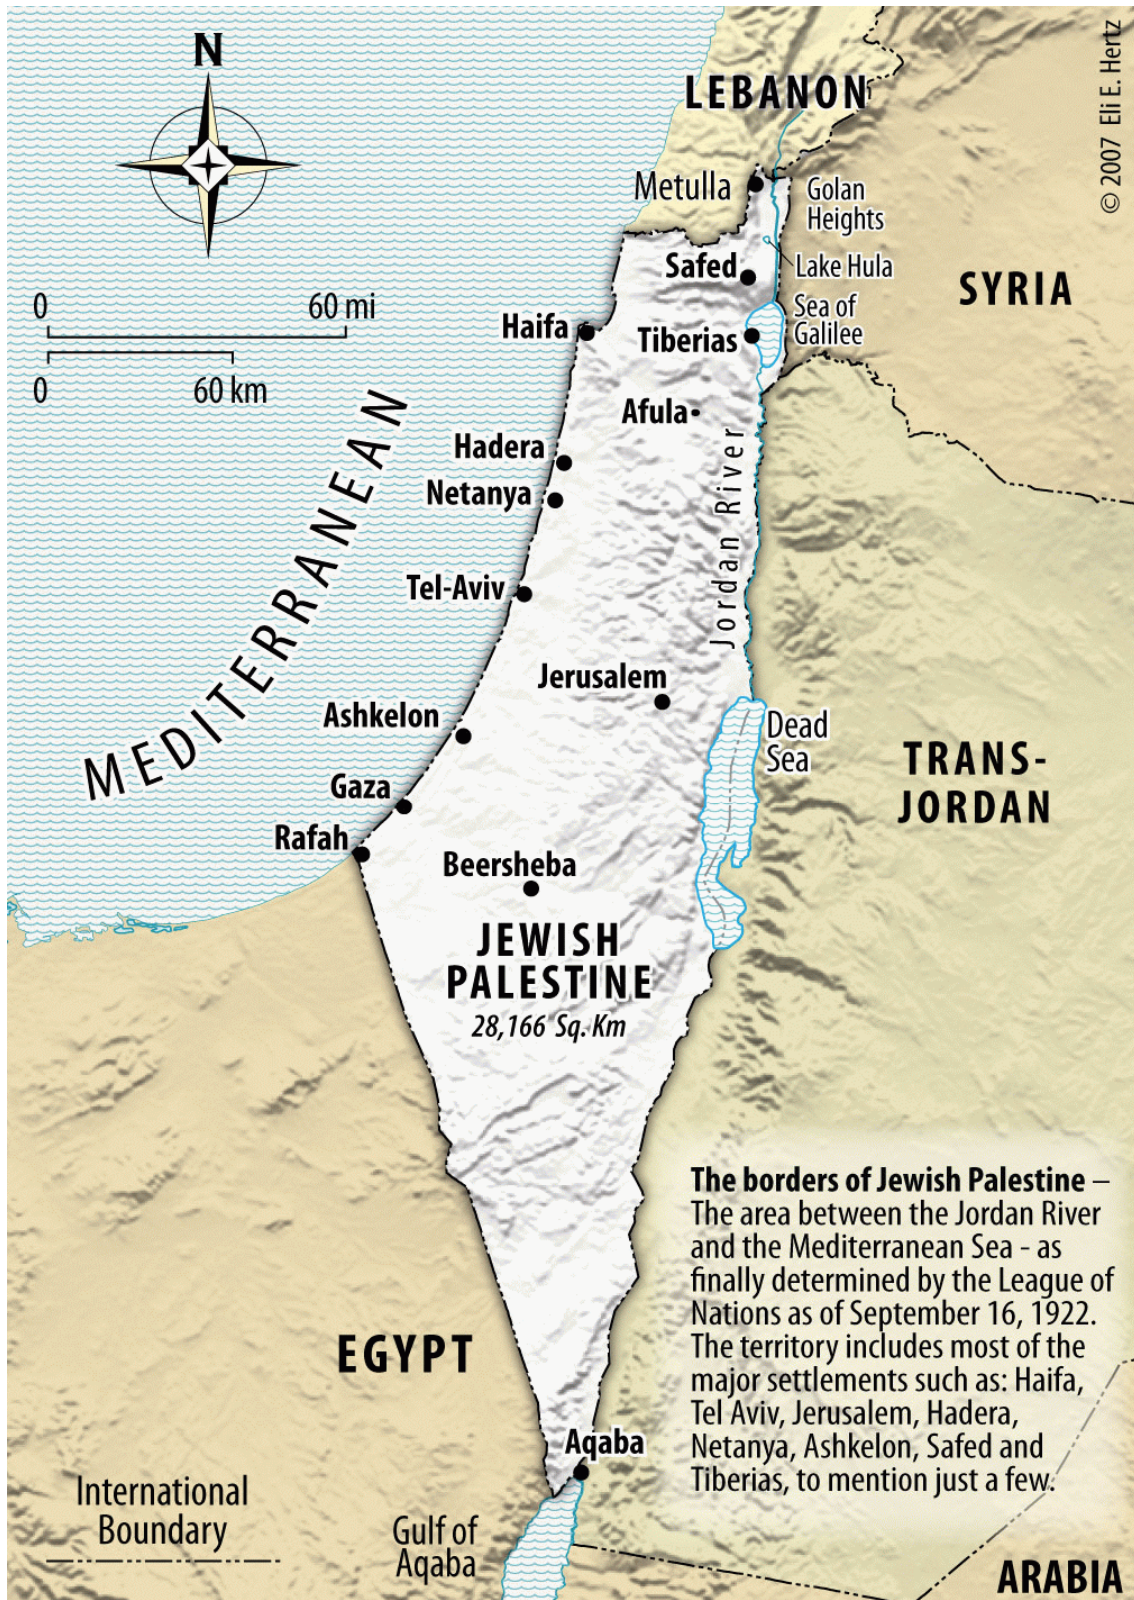 N
© 2007 Eli E. Hertz
LEBANON
Metulla
Golan
Heights
Safed
Lake Hula
SYRIA
0
60 mi
Haifa
Tiberias
Sea of
Galilee
0
60 km
Afula
Hadera
Netanya
Jordan River
MEDITERRANEAN
Tel-Aviv
Jerusalem
Ashkelon
Dead
Sea
TRANS-
JORDAN
Gaza
Rafah
Beersheba
JEWISH
PALESTINE
28,166 Sq. Km
The borders of Jewish Palestine –
The area between the Jordan River
and the Mediterranean Sea - as
finally determined by the League of
Nations as of September 16, 1922.
The territory includes most of the
major settlements such as: Haifa,
Tel Aviv, Jerusalem, Hadera,
Netanya, Ashkelon, Safed and
Tiberias, to mention just a few.
EGYPT
Aqaba
International
Boundary
Gulf of
Aqaba
ARABIA